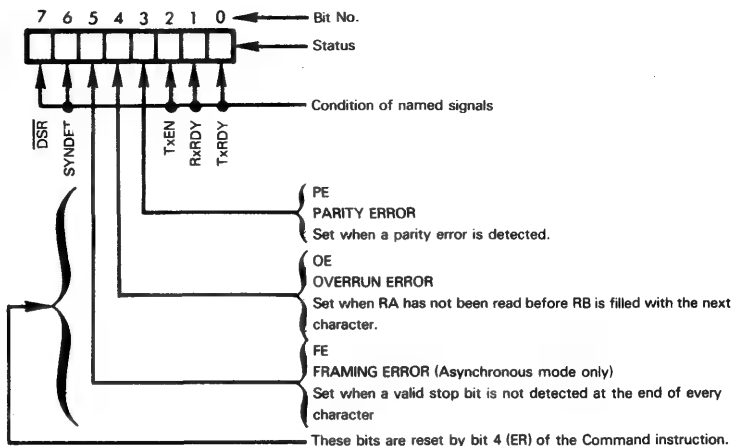 7 6 5 4 3 2 1 0
Bit No.
Status
Condition of named signals
DSR
SYNDET
TxEN
RxRDY
TxRDY
PE
PARITY ERROR
Set when a parity error is detected.
OE
OVERRUN ERROR
Set when RA has not been read before RB is filled with the next
character.
FE
FRAMING ERROR (Asynchronous mode only)
Set when a valid stop bit is not detected at the end of every
character
These bits are reset by bit 4 (ER) of the Command instruction.